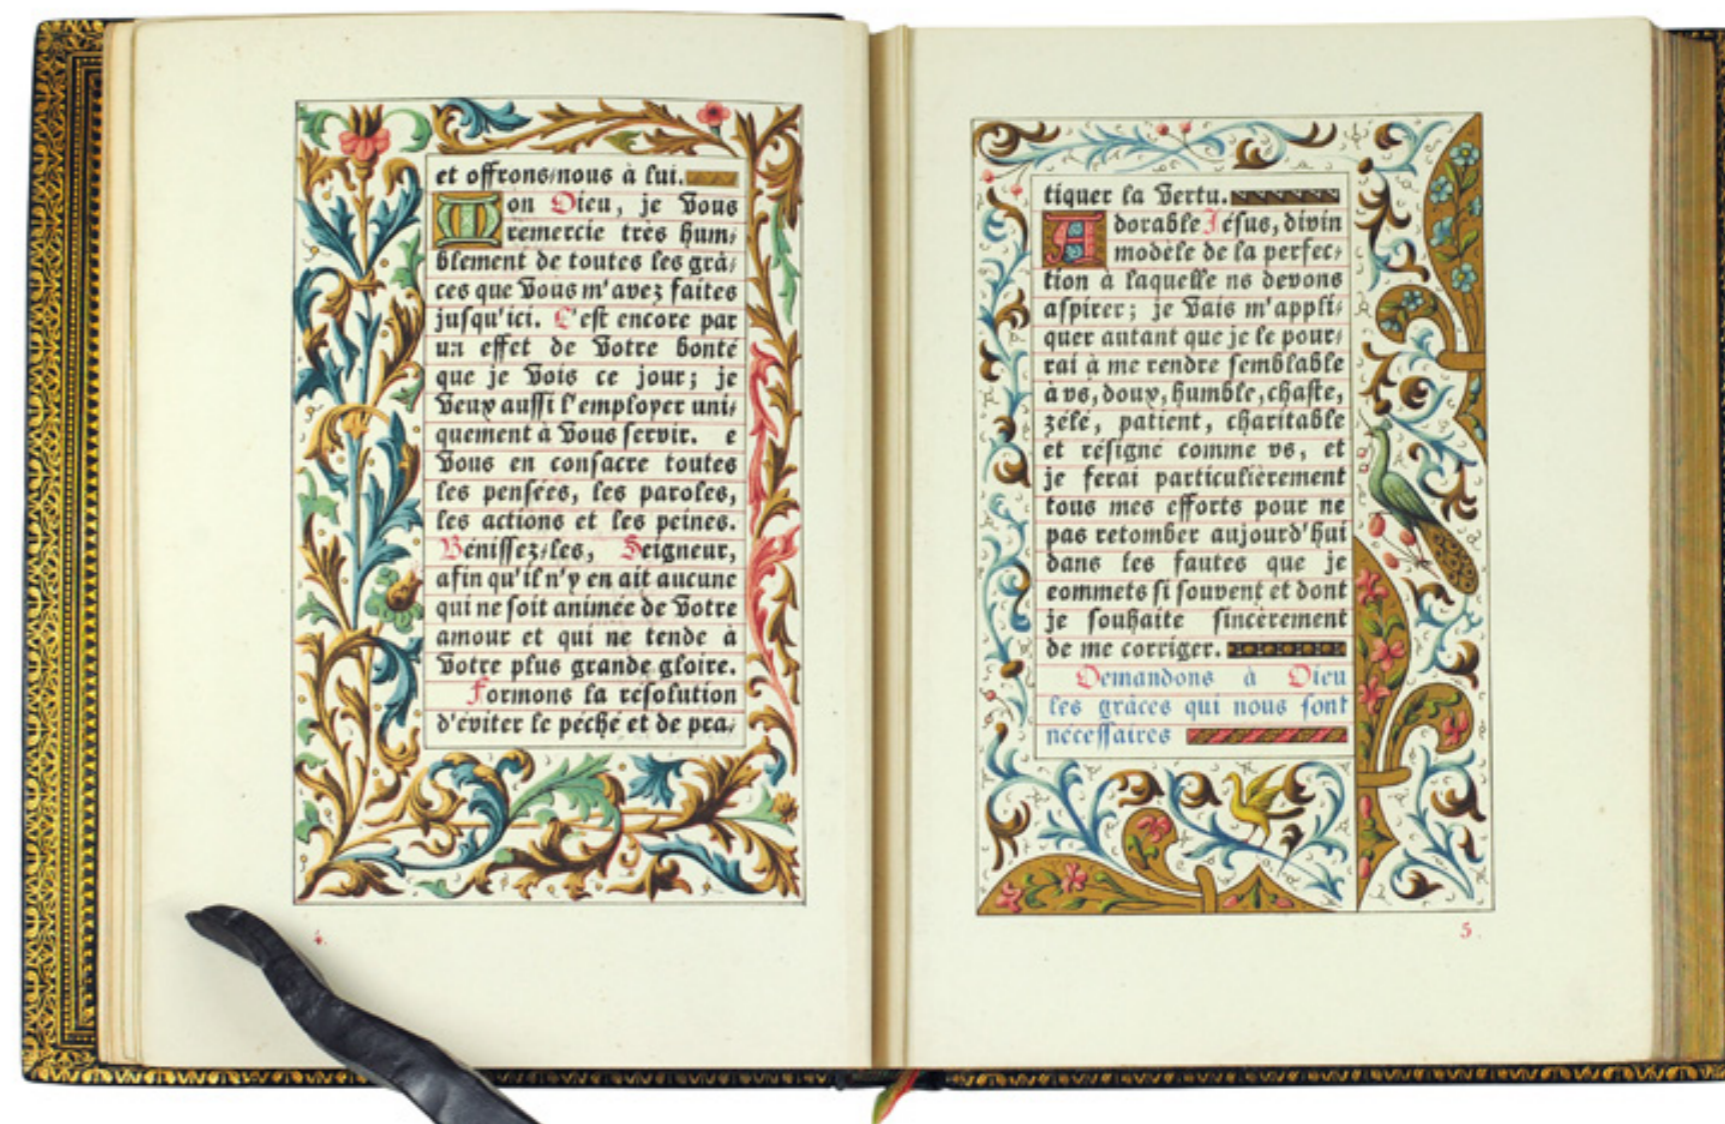 et offrons-nous à lui.
Mon Dieu, je Vous
remercie très hum-
blement de toutes les grâ-
ces que Vous m'avez faites
jusqu'ici. C'est encore par
un effet de Votre bonté
que je Vois ce jour; je
Veux aussi l'employer uni-
quement à Vous servir. e
Vous en consacre toutes
les pensées, les paroles,
les actions et les peines.
Bénissez-les, Seigneur,
afin qu'il n'y en ait aucune
qui ne soit animée de Votre
amour et qui ne tende à
Votre plus grande gloire.
Formons la résolution
d'éviter le péché et de pra-
4.
tiquer la Vertu.
Adorable Jésus, divin
modèle de la perfec-
tion à laquelle ns devons
aspirer; je Vais m'appli-
quer autant que je le pour-
rai à me rendre semblable
à vs, doux, humble, chaste,
zélé, patient, charitable
et résigné comme vs, et
je ferai particulièrement
tous mes efforts pour ne
pas retomber aujourd'hui
dans les fautes que je
commets si souvent et dont
je souhaite sincèrement
de me corriger.
Demandons à Dieu
les grâces qui nous sont
nécessaires
5.